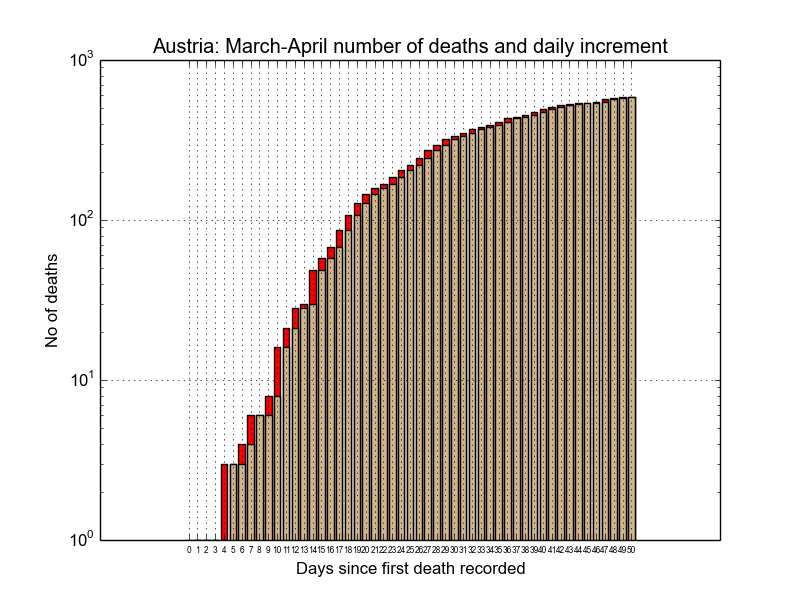 Austria: March-April number of deaths and daily increment
10³
10²
10¹
10⁰
No of deaths
0 1 2 3 4 5 6 7 8 9 10 11 12 13 14 15 16 17 18 19 20 21 22 23 24 25 26 27 28 29 30 31 32 33 34 35 36 37 38 39 40 41 42 43 44 45 46 47 48 49 50
Days since first death recorded